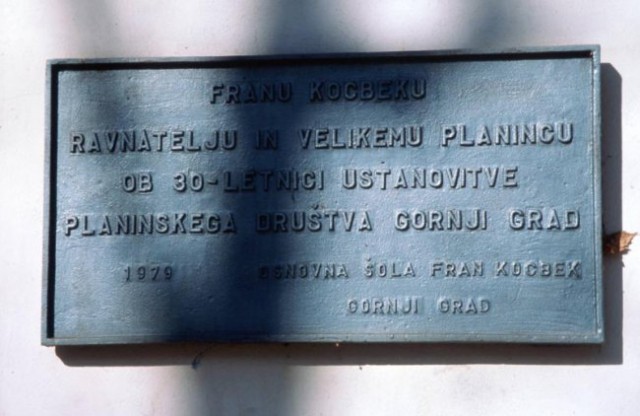 FRANU KOCBEKU
RAVNATELJU IN VELIKEMU PLANINCU
OB 30-LETNICI USTANOVITVE
PLANINSKEGA DRUŠTVA GORNJI GRAD
1979 OSNOVNA ŠOLA FRAN KOCBEK
GORNJI GRAD